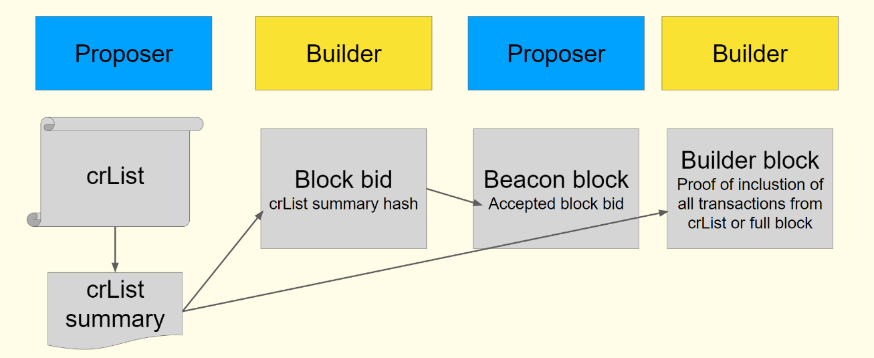 Proposer
Builder
Proposer
Builder
crList
crList
summary
Block bid
crList summary hash
Beacon block
Accepted block bid
Builder block
Proof of inclustion of
all transactions from
crList or full block